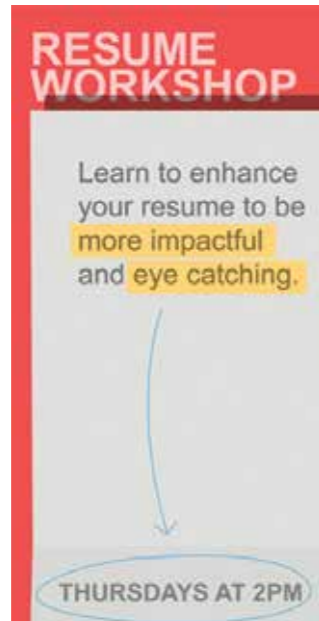 RESUME
WORKSHOP
Learn to enhance
your resume to be
more impactful
and eye catching.
THURSDAYS AT 2PM